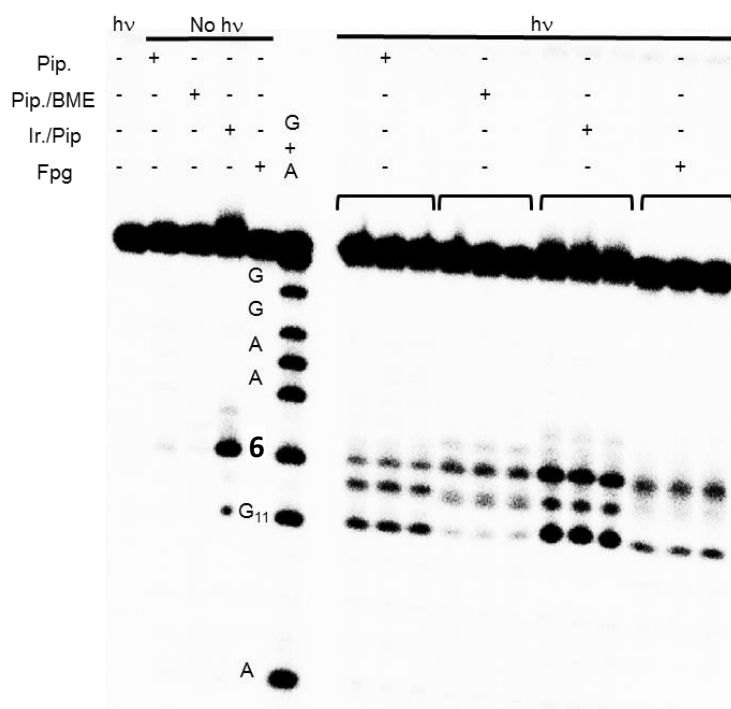 hν No hν hν
Pip. - + - - - + - - -
Pip./BME - - + - - - + - -
Ir./Pip - - - + - G - - + -
+
Fpg - - - - + A - - - +
G
G
A
A
6
G₁₁
A